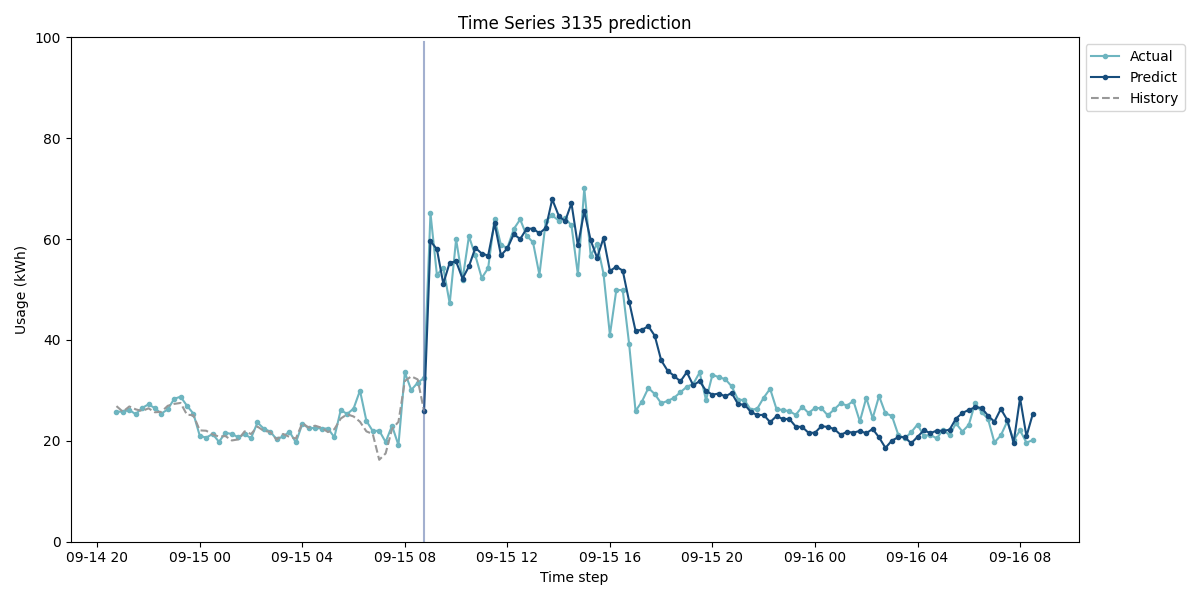 Time Series 3135 prediction
100
80
60
40
20
0
Usage (kWh)
09-14 20
09-15 00
09-15 04
09-15 08
09-15 12
09-15 16
09-15 20
09-16 00
09-16 04
09-16 08
Time step
Actual
Predict
History